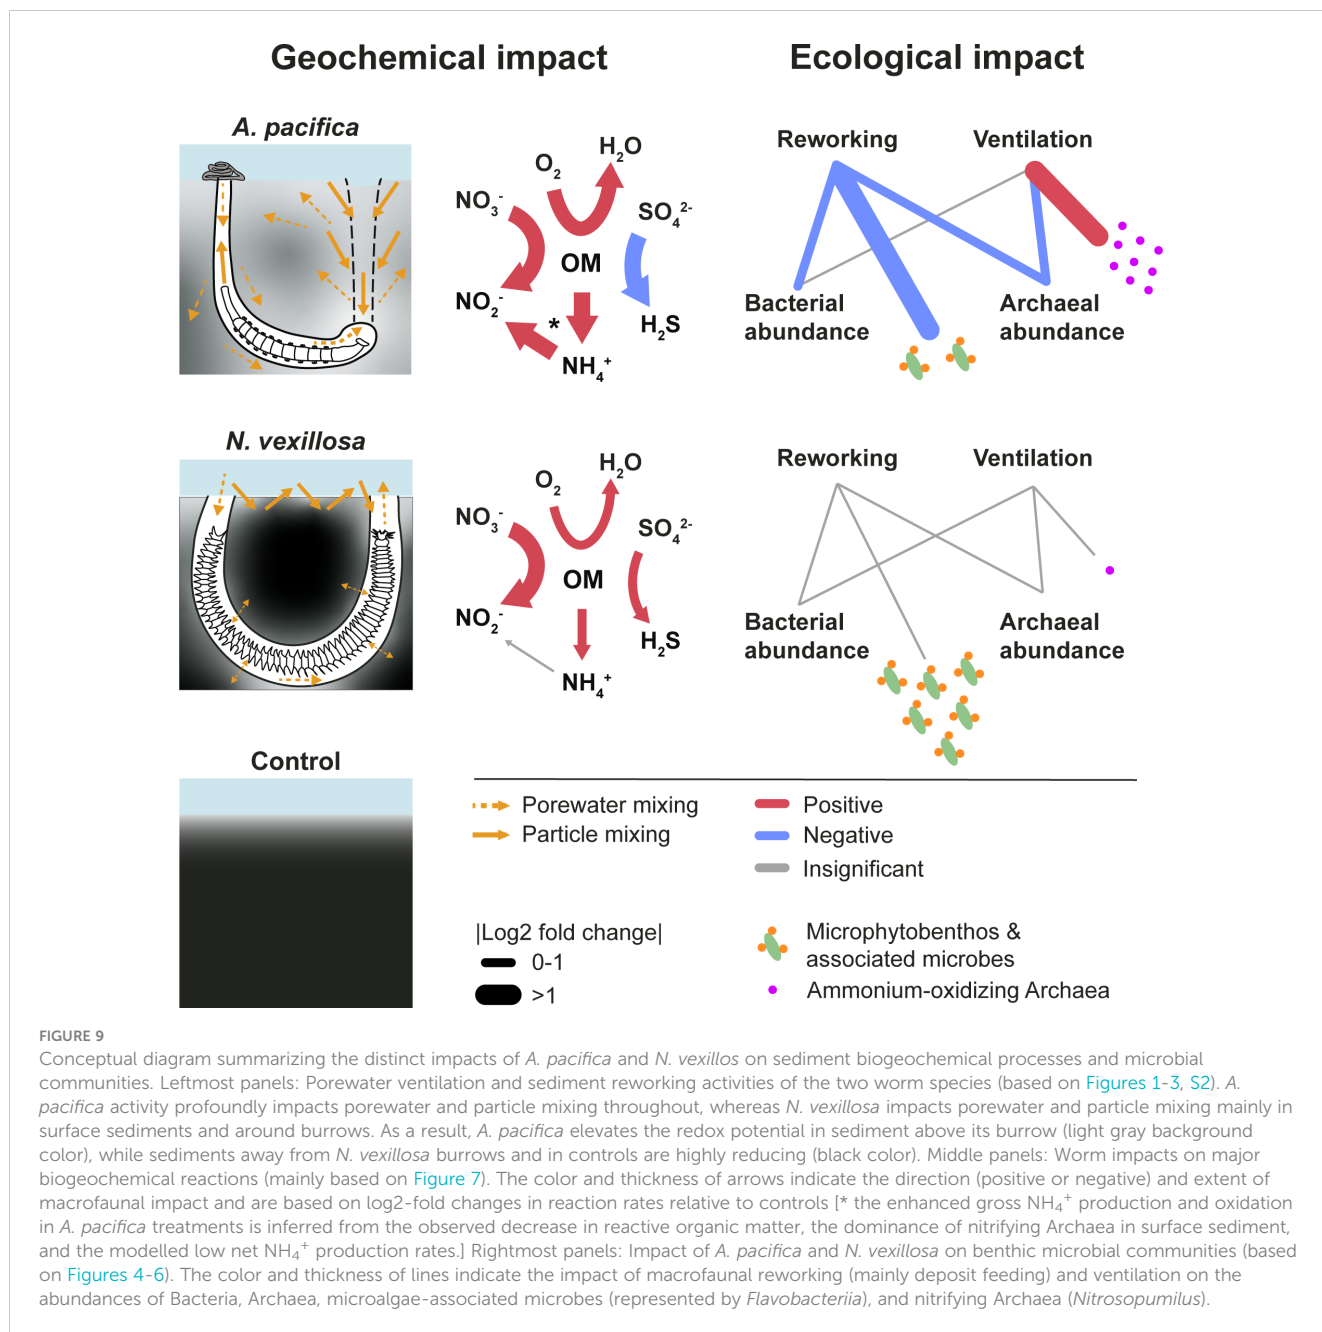 Geochemical impact
Ecological impact
A. pacifica
O2
H2O
NO3-
SO42-
OM
NO2-
*
H2S
NH4+
Reworking
Ventilation
Bacterial
abundance
Archaeal
abundance
N. vexillosa
O2
H2O
NO3-
SO42-
OM
NO2-
H2S
NH4+
Reworking
Ventilation
Bacterial
abundance
Archaeal
abundance
Control
Porewater mixing
Particle mixing
Positive
Negative
Insignificant
|Log2 fold change|
0-1
>1
Microphytobenthos &
associated microbes
Ammonium-oxidizing Archaea
FIGURE 9
Conceptual diagram summarizing the distinct impacts of A. pacifica and N. vexillos on sediment biogeochemical processes and microbial
communities. Leftmost panels: Porewater ventilation and sediment reworking activities of the two worm species (based on Figures 1-3, S2). A.
pacifica activity profoundly impacts porewater and particle mixing throughout, whereas N. vexillosa impacts porewater and particle mixing mainly in
surface sediments and around burrows. As a result, A. pacifica elevates the redox potential in sediment above its burrow (light gray background
color), while sediments away from N. vexillosa burrows and in controls are highly reducing (black color). Middle panels: Worm impacts on major
biogeochemical reactions (mainly based on Figure 7). The color and thickness of arrows indicate the direction (positive or negative) and extent of
macrofaunal impact and are based on log2-fold changes in reaction rates relative to controls [* the enhanced gross NH4+ production and oxidation
in A. pacifica treatments is inferred from the observed decrease in reactive organic matter, the dominance of nitrifying Archaea in surface sediment,
and the modelled low net NH4+ production rates.] Rightmost panels: Impact of A. pacifica and N. vexillosa on benthic microbial communities (based
on Figures 4-6). The color and thickness of lines indicate the impact of macrofaunal reworking (mainly deposit feeding) and ventilation on the
abundances of Bacteria, Archaea, microalgae-associated microbes (represented by Flavobacteriia), and nitrifying Archaea (Nitrosopumilus).